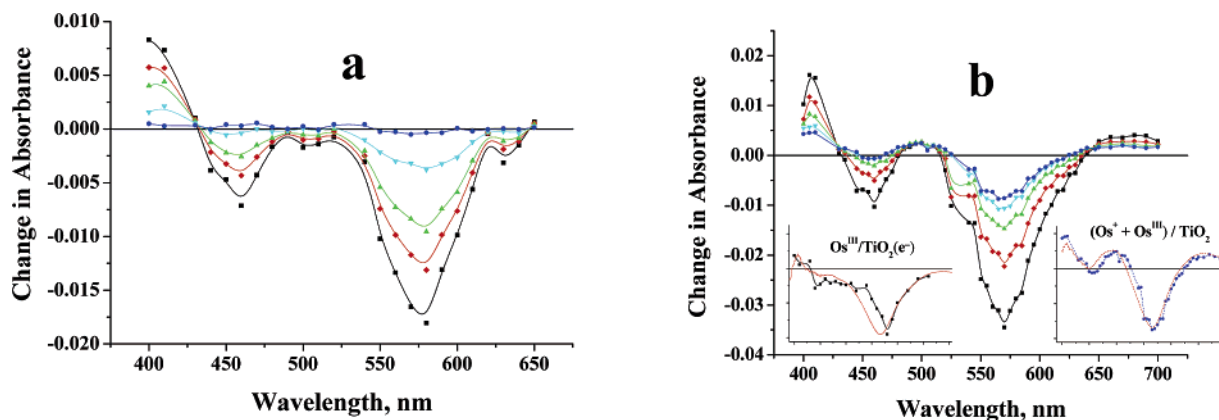 a
Change in Absorbance
0.010
0.005
0.000
-0.005
-0.010
-0.015
-0.020
400 450 500 550 600 650
Wavelength, nm
b
Change in Absorbance
0.02
0.01
0.00
-0.01
-0.02
-0.03
-0.04
Os^III/TiO₂(e⁻)
(Os* + Os^III) / TiO₂
400 450 500 550 600 650 700
Wavelength, nm